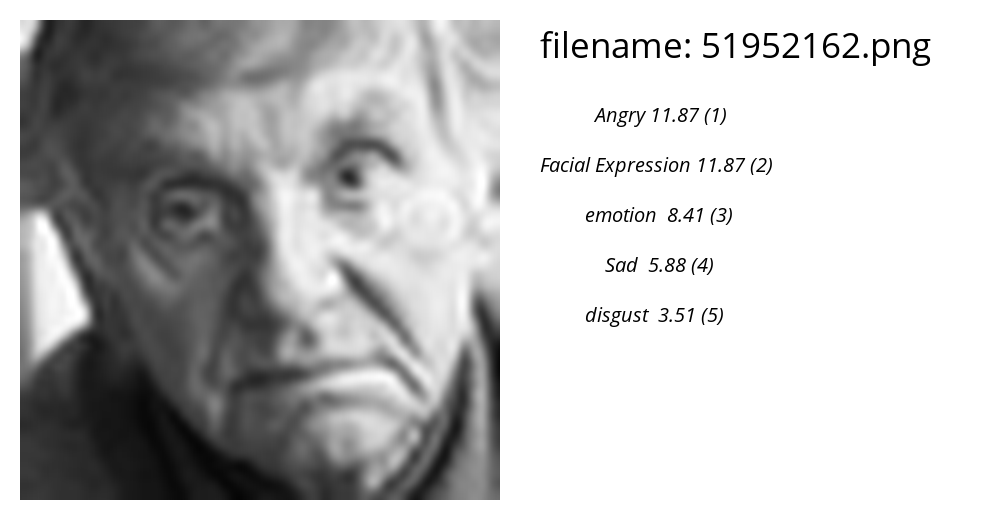 filename: 51952162.png
Angry 11.87 (1)
Facial Expression 11.87 (2)
emotion  8.41 (3)
Sad  5.88 (4)
disgust  3.51 (5)